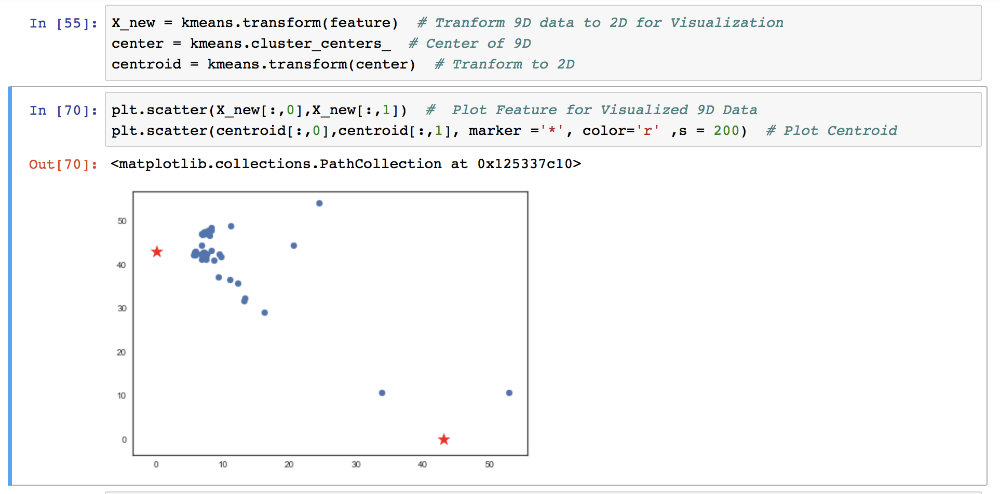 In [55]: X_new = kmeans.transform(feature)  # Tranform 9D data to 2D for Visualization
center = kmeans.cluster_centers_  # Center of 9D
centroid = kmeans.transform(center)  # Tranform to 2D
In [70]: plt.scatter(X_new[:,0],X_new[:,1])  #  Plot Feature for Visualized 9D Data
plt.scatter(centroid[:,0],centroid[:,1], marker ='*', color='r' ,s = 200)  # Plot Centroid
Out[70]: <matplotlib.collections.PathCollection at 0x125337c10>
50
40
30
20
10
0
0 10 20 30 40 50